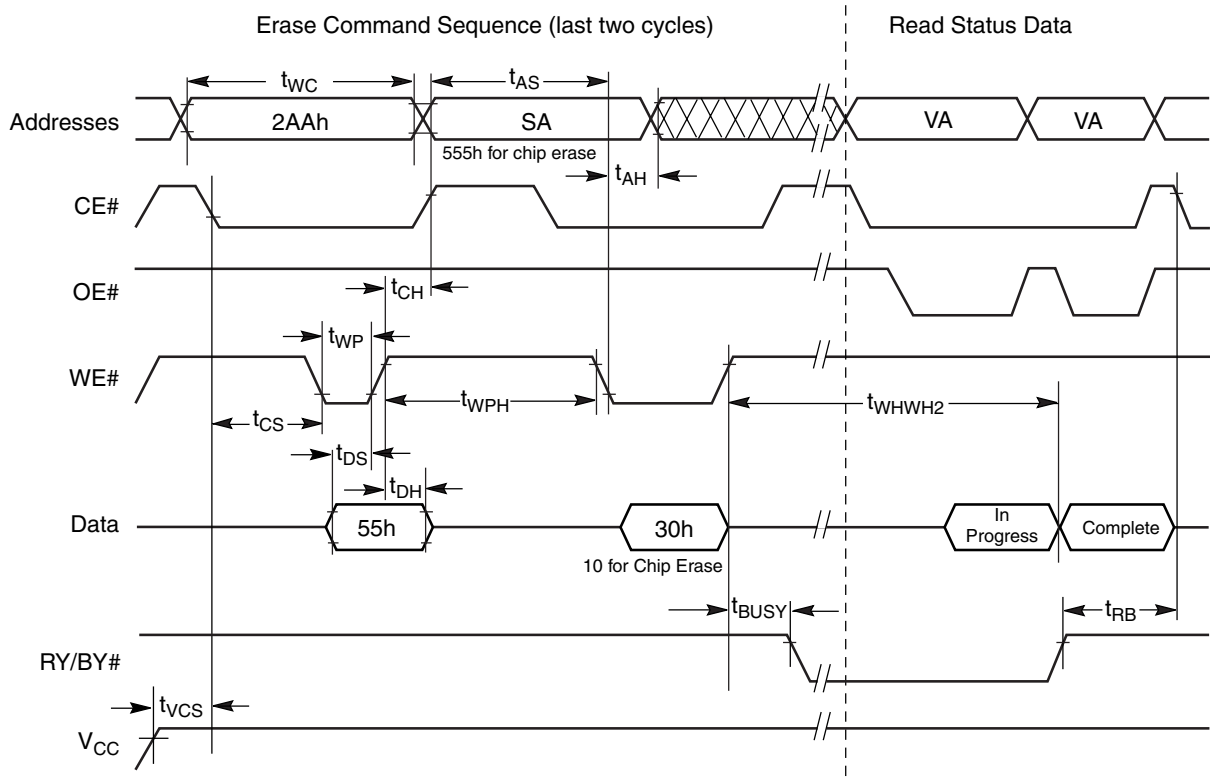 Erase Command Sequence (last two cycles)
Read Status Data
tWC
tAS
Addresses
2AAh
SA
VA
VA
555h for chip erase
tAH
CE#
tCH
OE#
tWP
WE#
tWPH
tWHWH2
tCS
tDS
tDH
Data
55h
30h
In
Progress
Complete
10 for Chip Erase
tBUSY
tRB
RY/BY#
tVCS
VCC